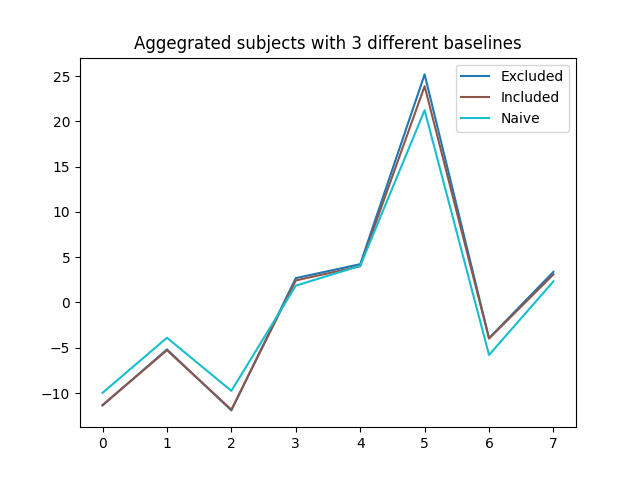 Aggegrated subjects with 3 different baselines
25
20
15
10
5
0
−5
−10
Excluded
Included
Naive
0 1 2 3 4 5 6 7